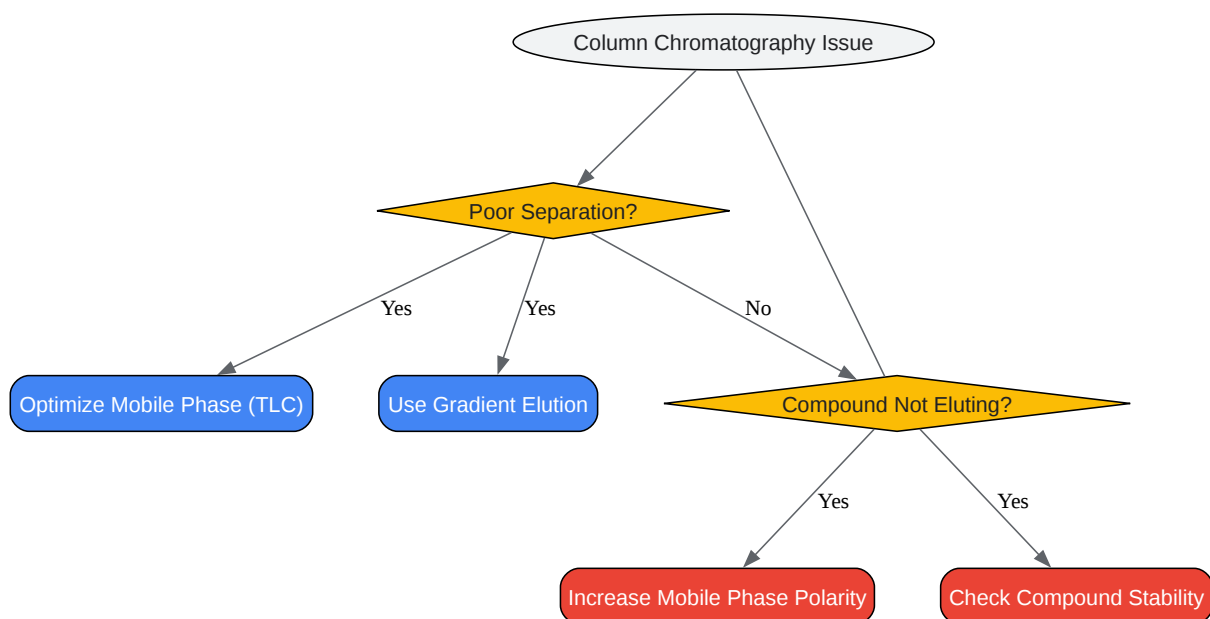 Column Chromatography Issue
Poor Separation?
Yes
Yes
No
Optimize Mobile Phase (TLC)
Use Gradient Elution
Compound Not Eluting?
Yes
Yes
Increase Mobile Phase Polarity
Check Compound Stability